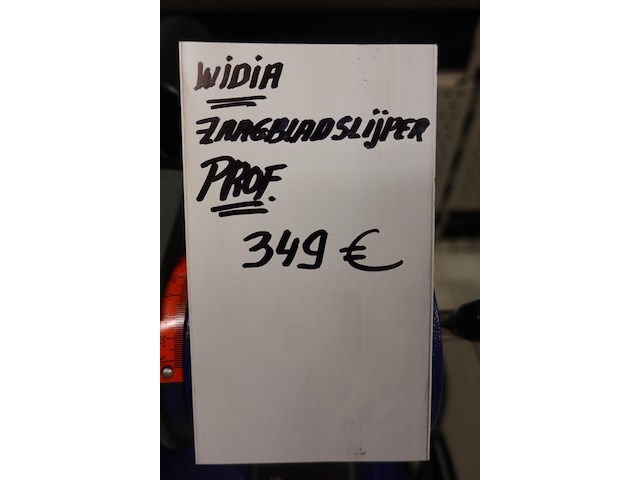 WIDIA
ZAAGBLADSLIJPER
PROF.
349 €